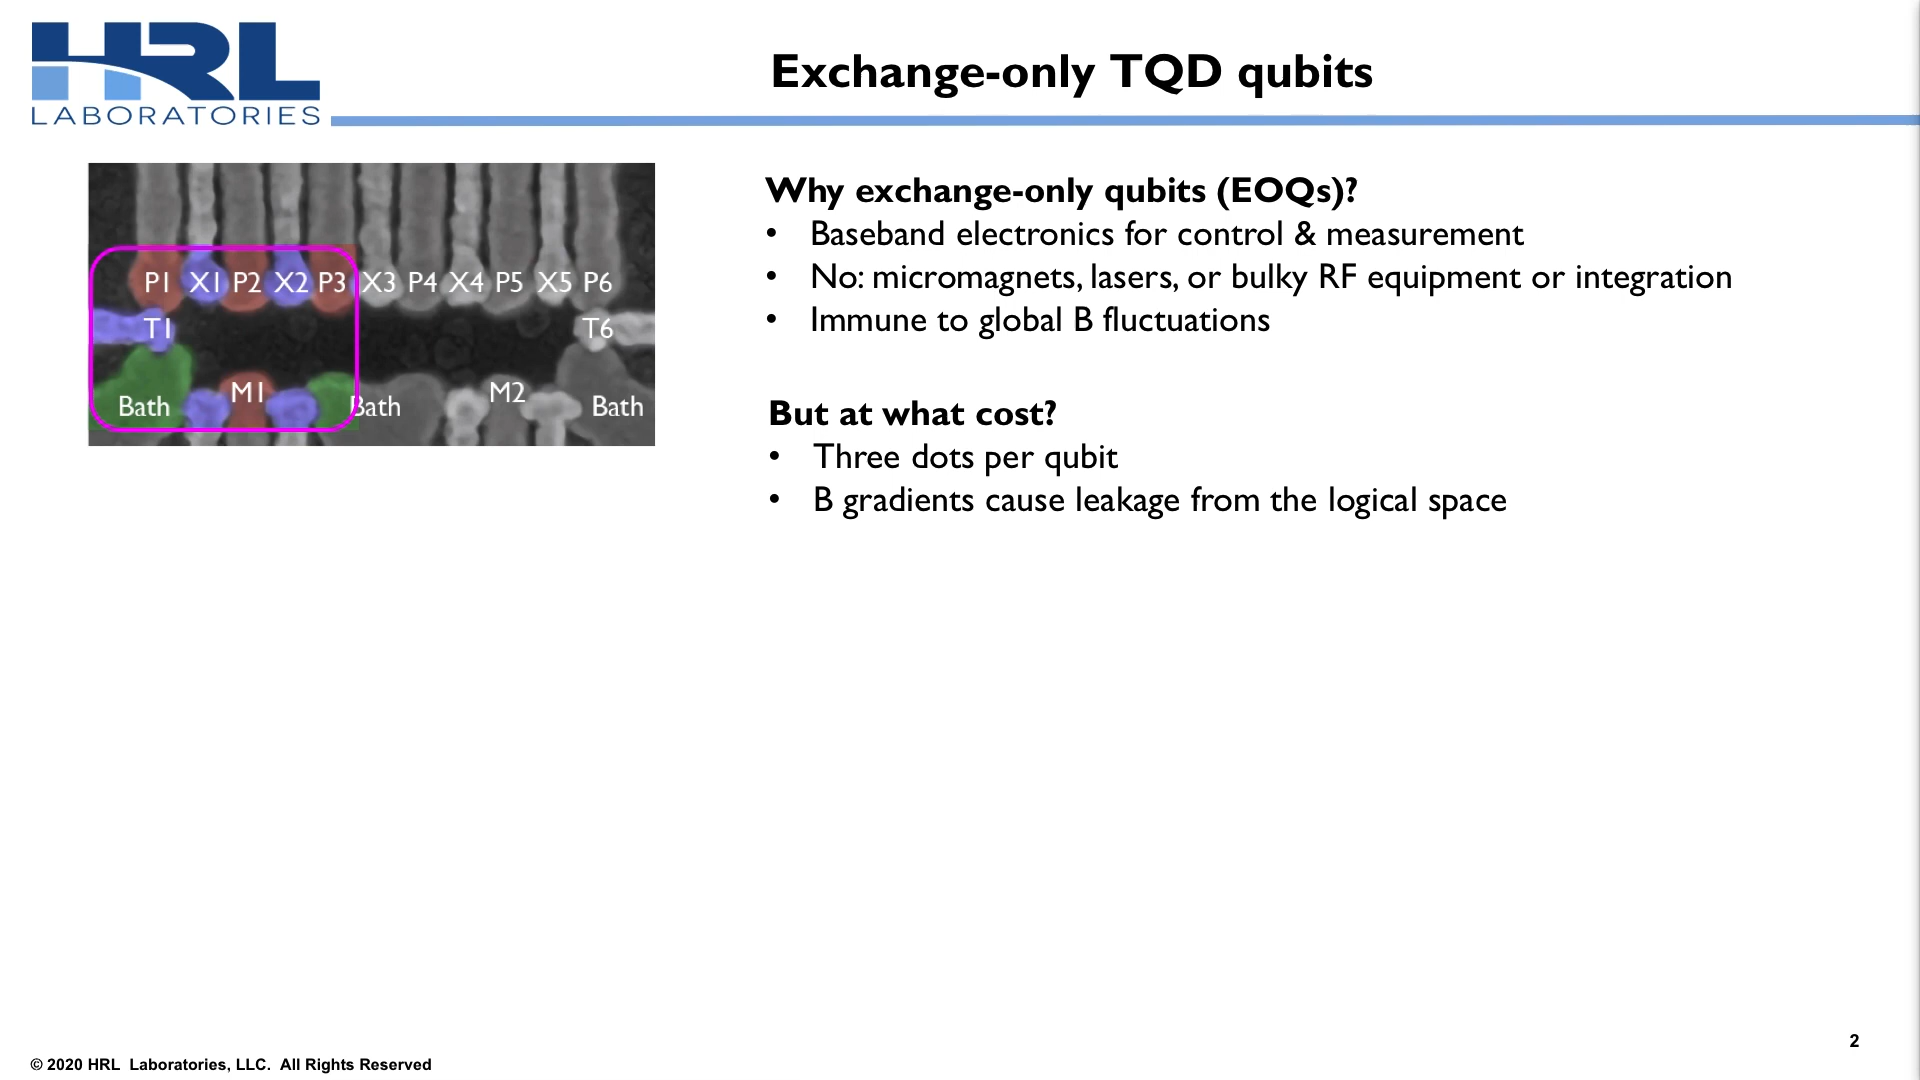 HRL
LABORATORIES
Exchange-only TQD qubits
P1 X1 P2 X2 P3 X3 P4 X4 P5 X5 P6
T1 T6
M1 M2
Bath Bath Bath
Why exchange-only qubits (EOQs)?
• Baseband electronics for control & measurement
• No: micromagnets, lasers, or bulky RF equipment or integration
• Immune to global B fluctuations
But at what cost?
• Three dots per qubit
• B gradients cause leakage from the logical space
2
© 2020 HRL Laboratories, LLC. All Rights Reserved